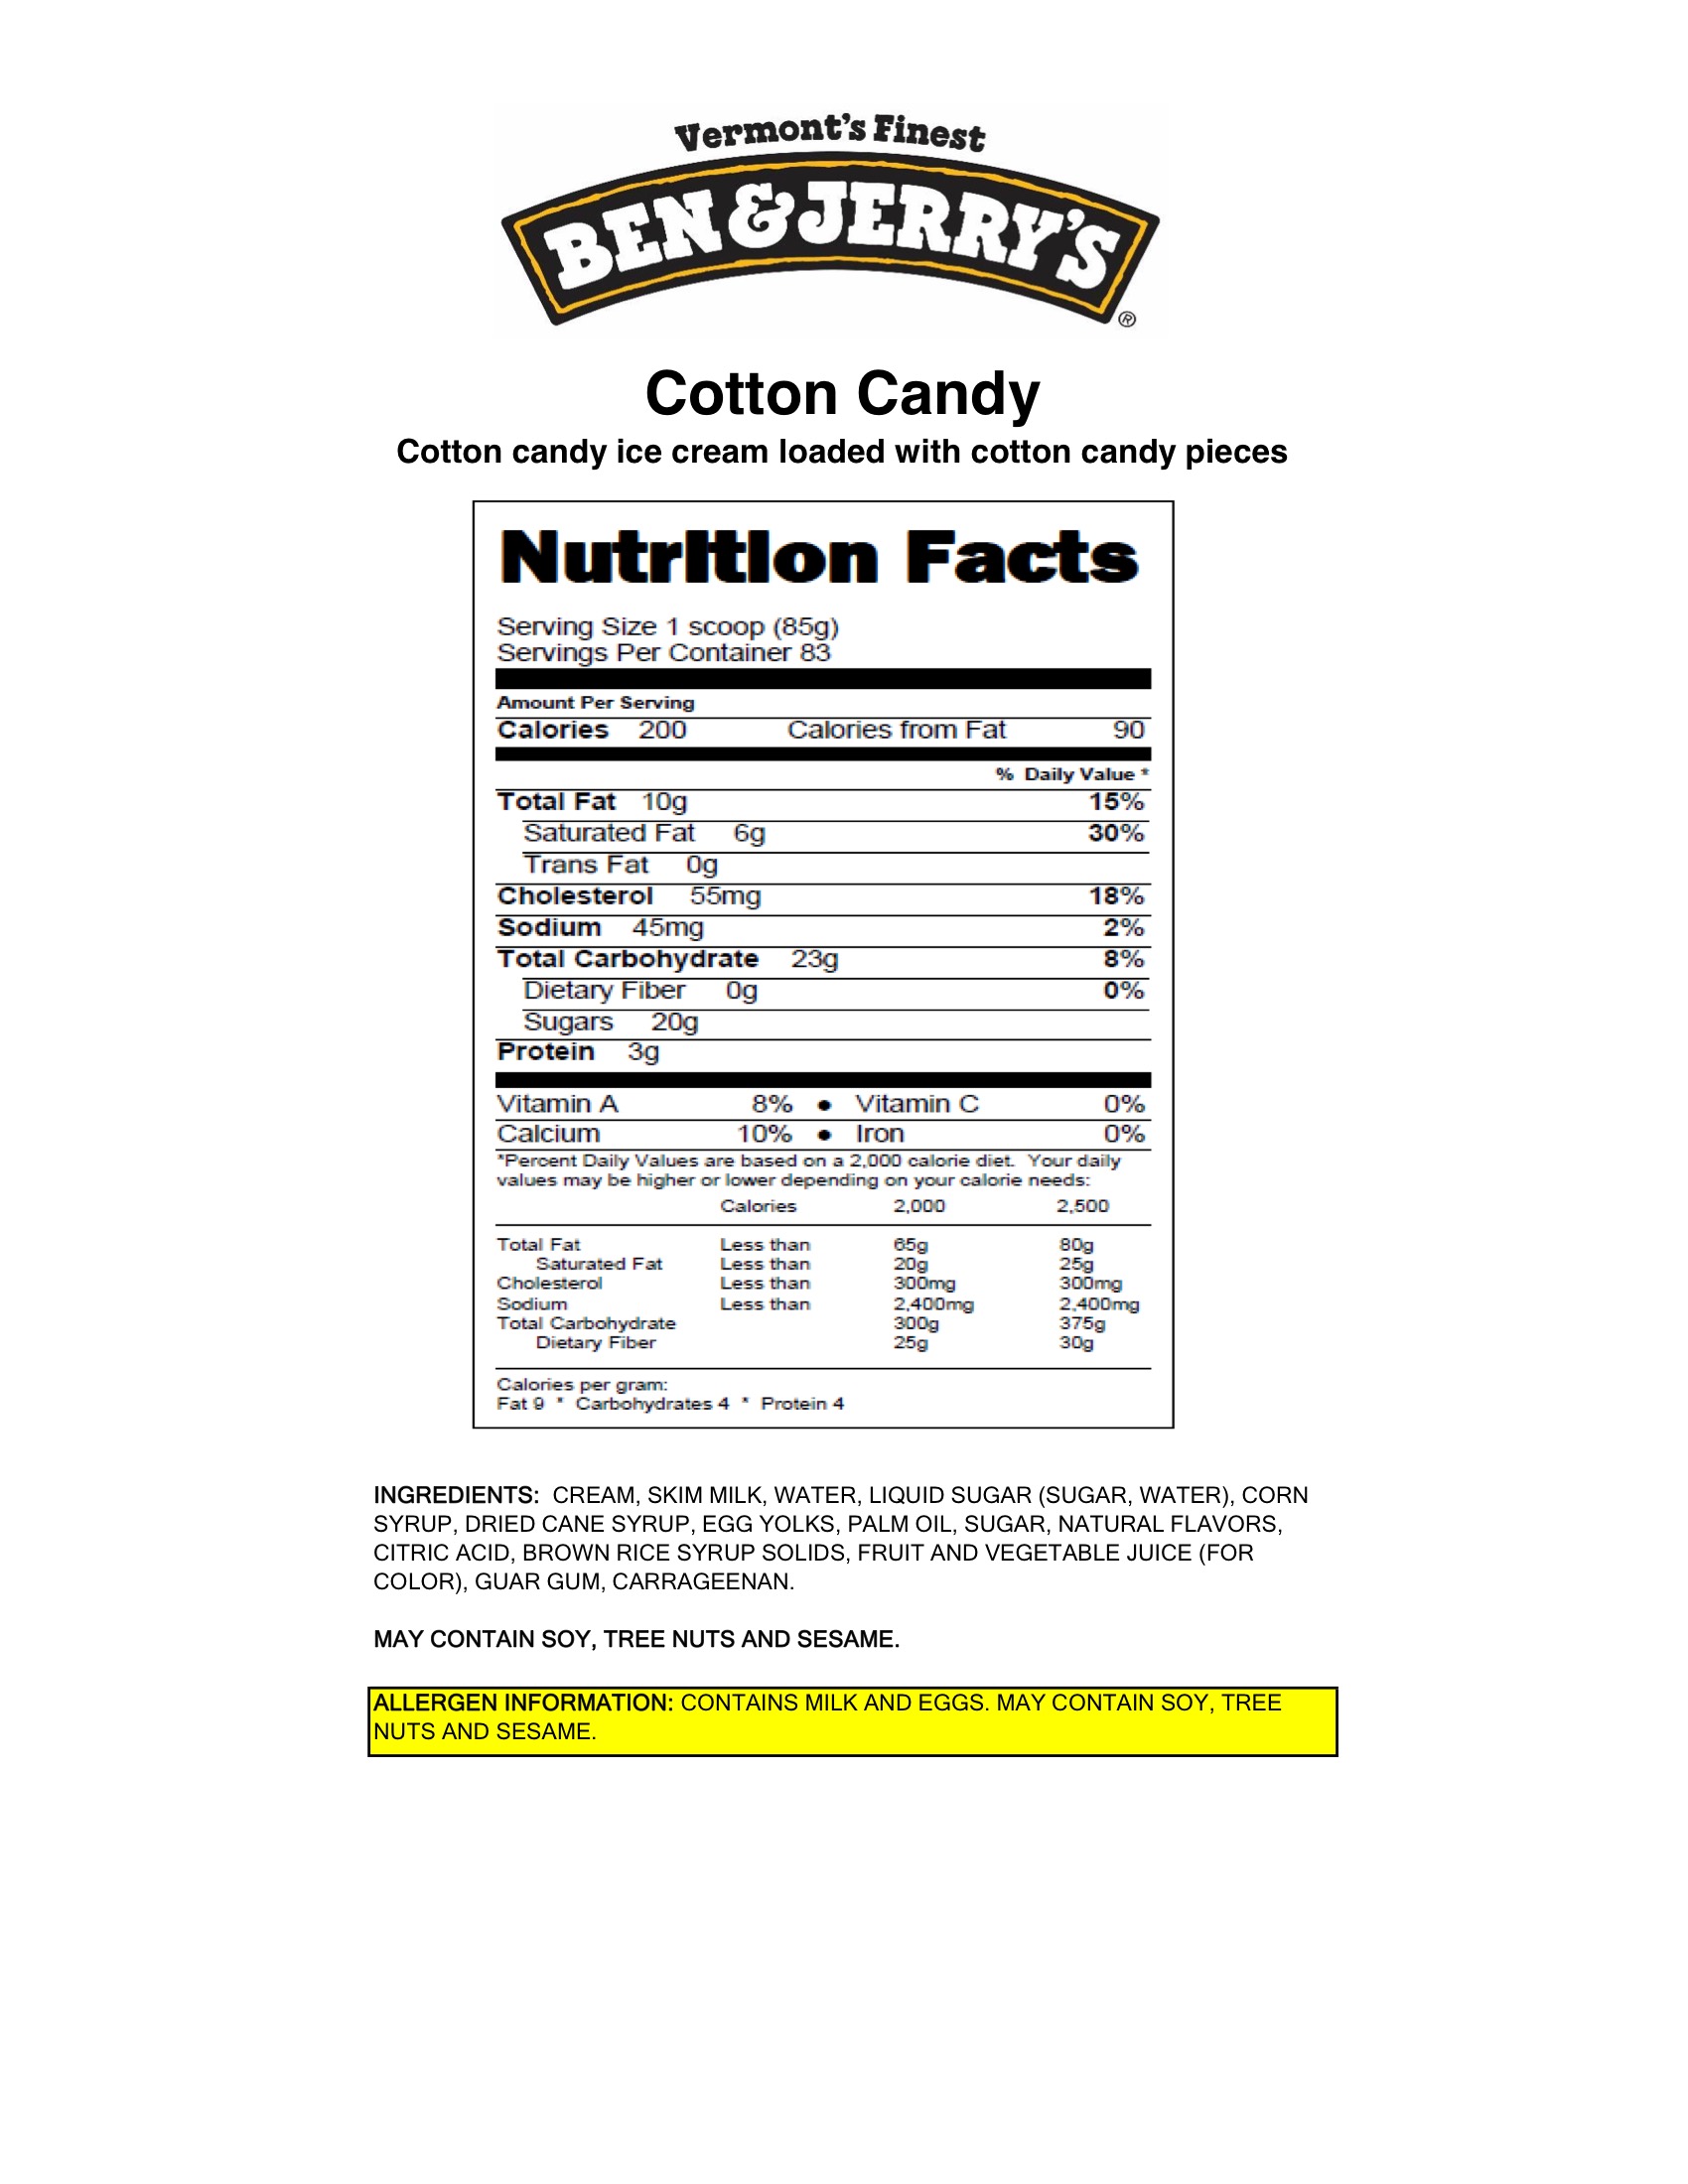 Vermont's Finest
BEN & JERRY'S
®
Cotton Candy
Cotton candy ice cream loaded with cotton candy pieces
Nutrition Facts
Serving Size 1 scoop (85g)
Servings Per Container 83
Amount Per Serving
Calories 200 Calories from Fat 90
% Daily Value *
Total Fat 10g 15%
Saturated Fat 6g 30%
Trans Fat 0g
Cholesterol 55mg 18%
Sodium 45mg 2%
Total Carbohydrate 23g 8%
Dietary Fiber 0g 0%
Sugars 20g
Protein 3g
Vitamin A 8% • Vitamin C 0%
Calcium 10% • Iron 0%
*Percent Daily Values are based on a 2,000 calorie diet. Your daily
values may be higher or lower depending on your calorie needs:
Calories 2,000 2,500
Total Fat Less than 65g 80g
Saturated Fat Less than 20g 25g
Cholesterol Less than 300mg 300mg
Sodium Less than 2,400mg 2,400mg
Total Carbohydrate 300g 375g
Dietary Fiber 25g 30g
Calories per gram:
Fat 9 * Carbohydrates 4 * Protein 4
INGREDIENTS: CREAM, SKIM MILK, WATER, LIQUID SUGAR (SUGAR, WATER), CORN
SYRUP, DRIED CANE SYRUP, EGG YOLKS, PALM OIL, SUGAR, NATURAL FLAVORS,
CITRIC ACID, BROWN RICE SYRUP SOLIDS, FRUIT AND VEGETABLE JUICE (FOR
COLOR), GUAR GUM, CARRAGEENAN.
MAY CONTAIN SOY, TREE NUTS AND SESAME.
ALLERGEN INFORMATION: CONTAINS MILK AND EGGS. MAY CONTAIN SOY, TREE
NUTS AND SESAME.